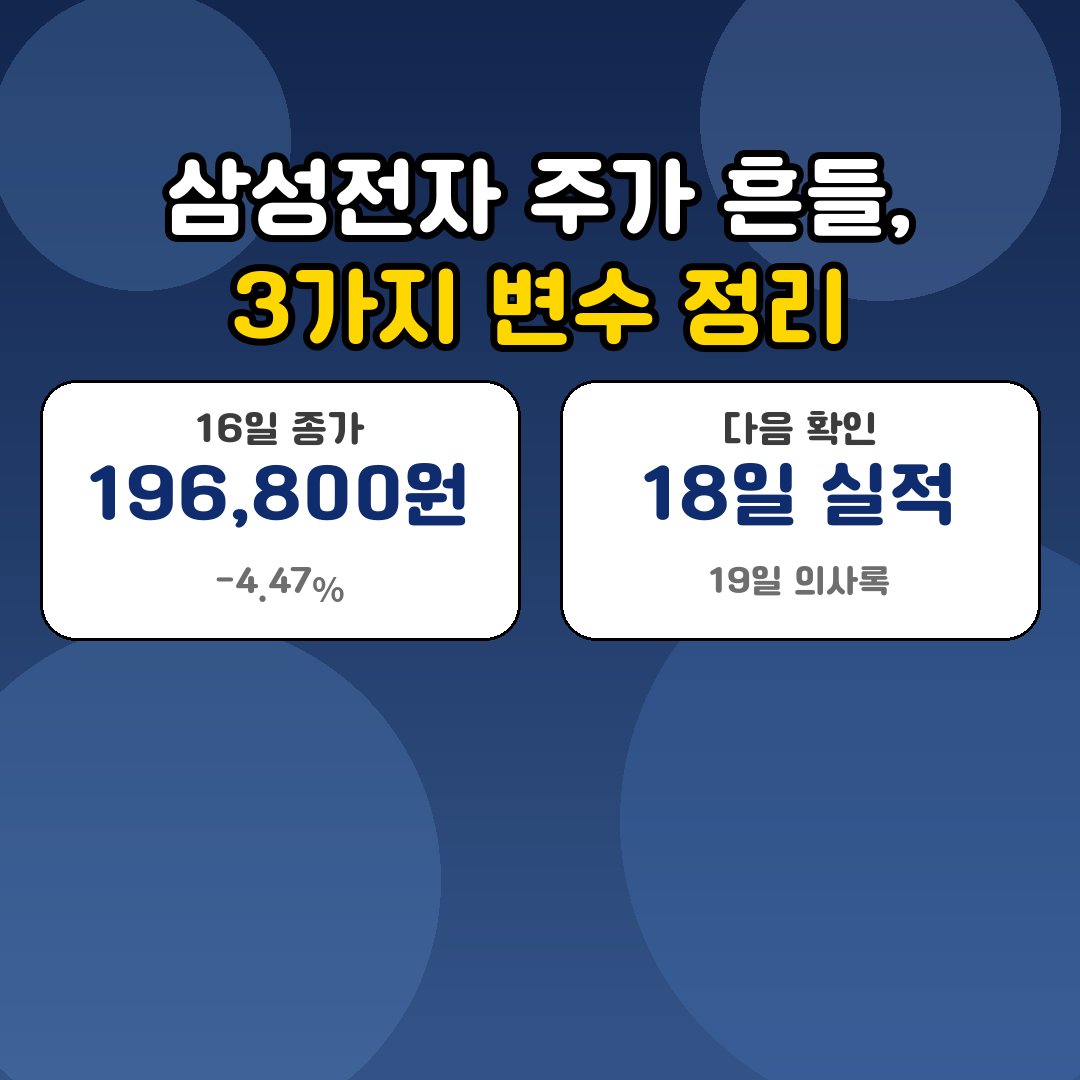 삼성전자 주가 흔들,
3가지 변수 정리
16일 종가
196,800원
-4.47%
다음 확인
18일 실적
19일 의사록